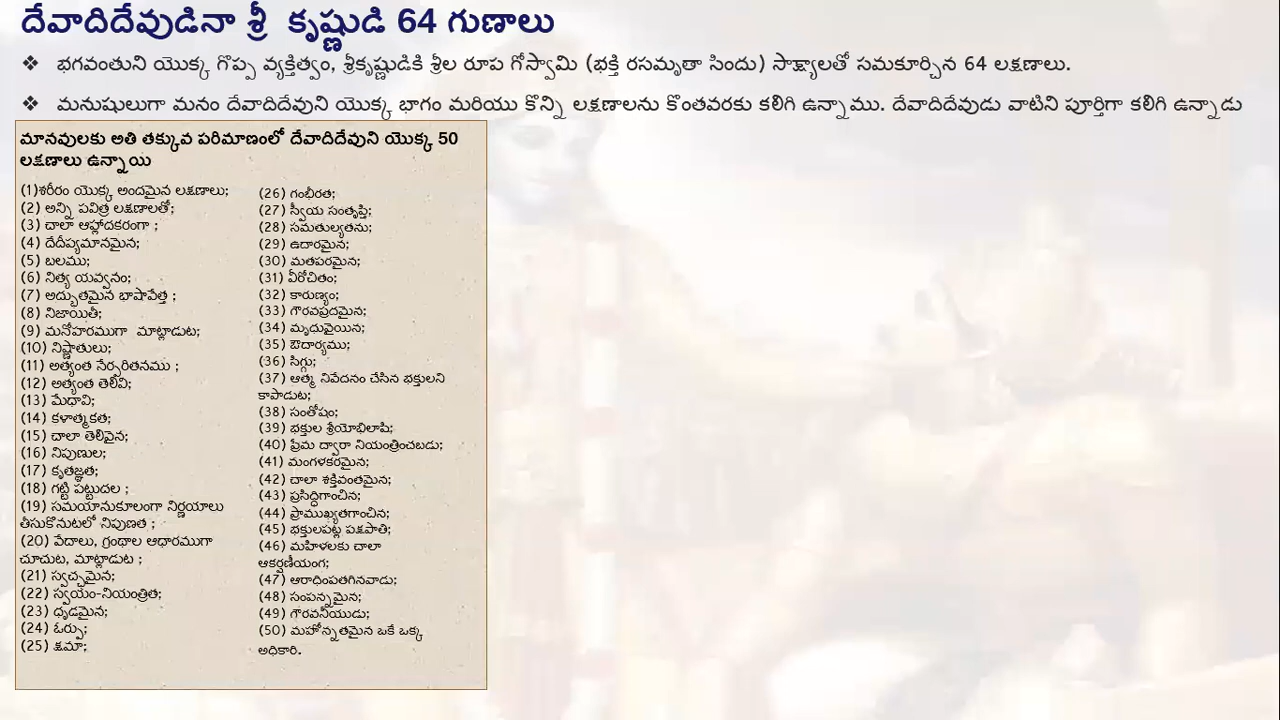 దేవాదిదేవుడినా శ్రీ కృష్ణుడి 64 గుణాలు
❖ భగవంతుని యొక్క గొప్ప వ్యక్తిత్వం, శ్రీకృష్ణుడికి శ్రీల రూప గోస్వామి (భక్తి రసమృతా సిందు) సాక్ష్యాలతో సమకూర్చిన 64 లక్షణాలు.
❖ మనుషులుగా మనం దేవాదిదేవుని యొక్క భాగం మరియు కొన్ని లక్షణాలను కొంతవరకు కలిగి ఉన్నాము. దేవాదిదేవుడు వాటిని పూర్తిగా కలిగి ఉన్నాడు
మానవులకు అతి తక్కువ పరిమాణంలో దేవాదిదేవుని యొక్క 50
లక్షణాలు ఉన్నాయి
(1)శరీరం యొక్క అందమైన లక్షణాలు;
(2) అన్ని పవిత్ర లక్షణాలతో;
(3) చాలా ఆహ్లాదకరంగా ;
(4) దేదీప్యమానమైన;
(5) బలము;
(6) నిత్య యవ్వనం;
(7) అద్భుతమైన బాషావేత్త ;
(8) నిజాయితీ;
(9) మనోహరముగా మాట్లాడుట;
(10) నిష్ణాతులు;
(11) అత్యంత నేర్పరితనము ;
(12) అత్యంత తెలివి;
(13) మేధావి;
(14) కళాత్మకత;
(15) చాలా తెలివైన;
(16) నిపుణుల;
(17) కృతజ్ఞత;
(18) గట్టి పట్టుదల ;
(19) సమయానుకూలంగా నిర్ణయాలు
తీసుకొనుటలో నిపుణత ;
(20) వేదాలు, గ్రంథాల ఆధారముగా
చూచుట, మాట్లాడుట ;
(21) స్వచ్ఛమైన;
(22) స్వయం-నియంత్రిత;
(23) ధృడమైన;
(24) ఓర్పు;
(25) క్షమా;
(26) గంభీరత;
(27) స్వీయ సంతృప్తి;
(28) సమతుల్యతను;
(29) ఉదారమైన;
(30) మతపరమైన;
(31) వీరోచితం;
(32) కారుణ్యం;
(33) గౌరవప్రదమైన;
(34) మృదువైయిన;
(35) ఔదార్యము;
(36) సిగ్గు;
(37) ఆత్మ నివేదనం చేసిన భక్తులని
కాపాడుట;
(38) సంతోషం;
(39) భక్తుల శ్రేయోభిలాషి;
(40) ప్రేమ ద్వారా నియంత్రించబడు;
(41) మంగళకరమైన;
(42) చాలా శక్తివంతమైన;
(43) ప్రసిద్ధిగాంచిన;
(44) ప్రాముఖ్యతగాంచిన;
(45) భక్తులపట్ల పక్షపాతి;
(46) మహిళలకు చాలా
ఆకర్షణీయంగ;
(47) ఆరాధింపతగినవాడు;
(48) సంపన్నమైన;
(49) గౌరవనీయుడు;
(50) మహోన్నతమైన ఒకే ఒక్క
అధికారి.